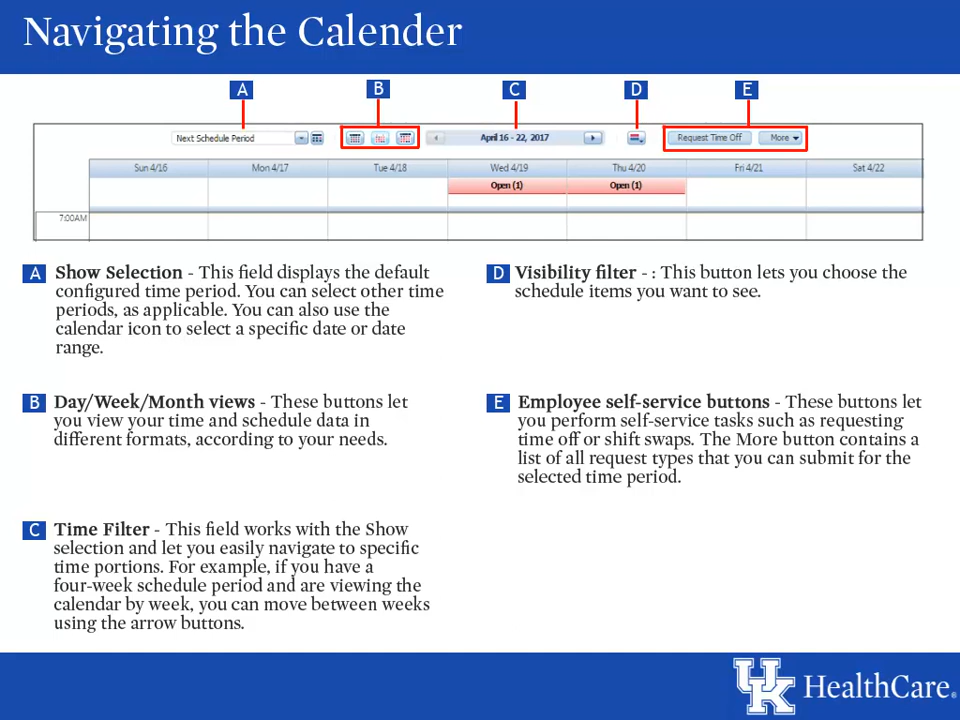 Navigating the Calender
A
B
C
D
E
Next Schedule Period
April 16 - 22, 2017
Request Time Off
More
Sun 4/16
Mon 4/17
Tue 4/18
Wed 4/19
Thu 4/20
Fri 4/21
Sat 4/22
Open (1)
Open (1)
7:00AM
A Show Selection - This field displays the default
configured time period. You can select other time
periods, as applicable. You can also use the
calendar icon to select a specific date or date
range.
B Day/Week/Month views - These buttons let
you view your time and schedule data in
different formats, according to your needs.
C Time Filter - This field works with the Show
selection and let you easily navigate to specific
time portions. For example, if you have a
four-week schedule period and are viewing the
calendar by week, you can move between weeks
using the arrow buttons.
D Visibility filter - : This button lets you choose the
schedule items you want to see.
E Employee self-service buttons - These buttons let
you perform self-service tasks such as requesting
time off or shift swaps. The More button contains a
list of all request types that you can submit for the
selected time period.
UK HealthCare®